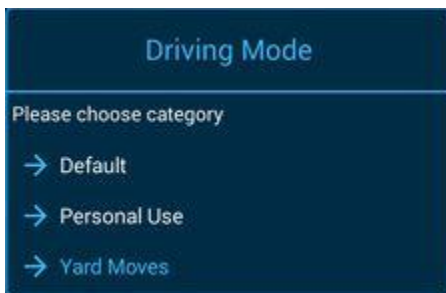 Driving Mode
Please choose category
Default
Personal Use
Yard Moves